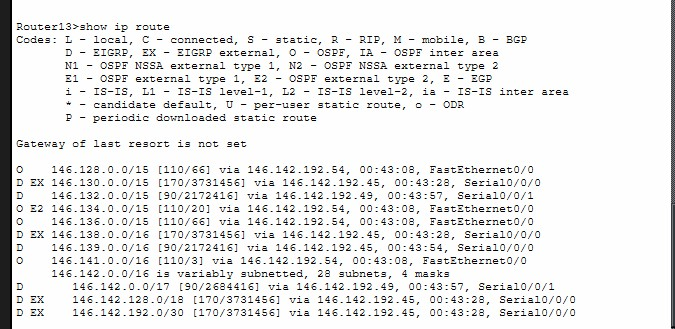 Router13>show ip route
Codes: L - local, C - connected, S - static, R - RIP, M - mobile, B - BGP
D - EIGRP, EX - EIGRP external, O - OSPF, IA - OSPF inter area
N1 - OSPF NSSA external type 1, N2 - OSPF NSSA external type 2
E1 - OSPF external type 1, E2 - OSPF external type 2, E - EGP
i - IS-IS, L1 - IS-IS level-1, L2 - IS-IS level-2, ia - IS-IS inter area
* - candidate default, U - per-user static route, o - ODR
P - periodic downloaded static route
Gateway of last resort is not set
O 146.128.0.0/15 [110/66] via 146.142.192.54, 00:43:08, FastEthernet0/0
D EX 146.130.0.0/15 [170/3731456] via 146.142.192.45, 00:43:28, Serial0/0/0
D 146.132.0.0/15 [90/2172416] via 146.142.192.49, 00:43:57, Serial0/0/1
O E2 146.134.0.0/15 [110/20] via 146.142.192.54, 00:43:08, FastEthernet0/0
O 146.136.0.0/15 [110/66] via 146.142.192.54, 00:43:08, FastEthernet0/0
D EX 146.138.0.0/16 [170/3731456] via 146.142.192.45, 00:43:28, Serial0/0/0
D 146.139.0.0/16 [90/2172416] via 146.142.192.45, 00:43:54, Serial0/0/0
O 146.141.0.0/16 [110/3] via 146.142.192.54, 00:43:08, FastEthernet0/0
146.142.0.0/16 is variably subnetted, 28 subnets, 4 masks
D 146.142.0.0/17 [90/2684416] via 146.142.192.49, 00:43:57, Serial0/0/1
D EX 146.142.128.0/18 [170/3731456] via 146.142.192.45, 00:43:28, Serial0/0/0
D EX 146.142.192.0/30 [170/3731456] via 146.142.192.45, 00:43:28, Serial0/0/0